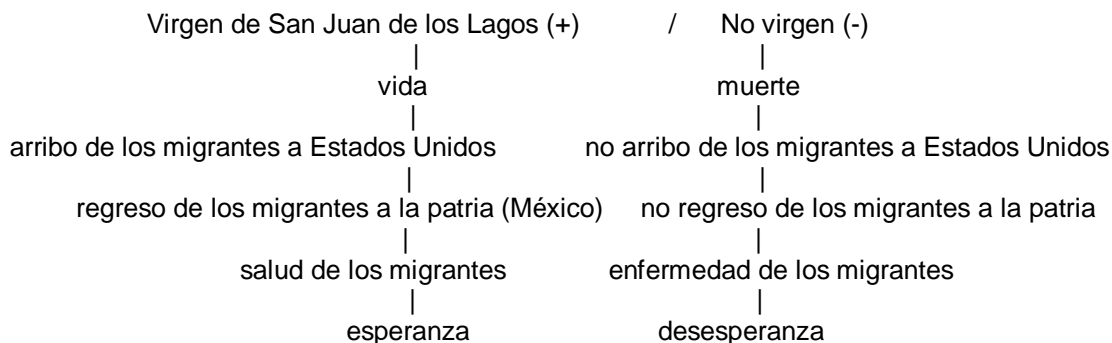 Virgen de San Juan de los Lagos (+) / No virgen (-)
| |
vida muerte
| |
arribo de los migrantes a Estados Unidos no arribo de los migrantes a Estados Unidos
| |
regreso de los migrantes a la patria (México) no regreso de los migrantes a la patria
| |
salud de los migrantes enfermedad de los migrantes
| |
esperanza desesperanza